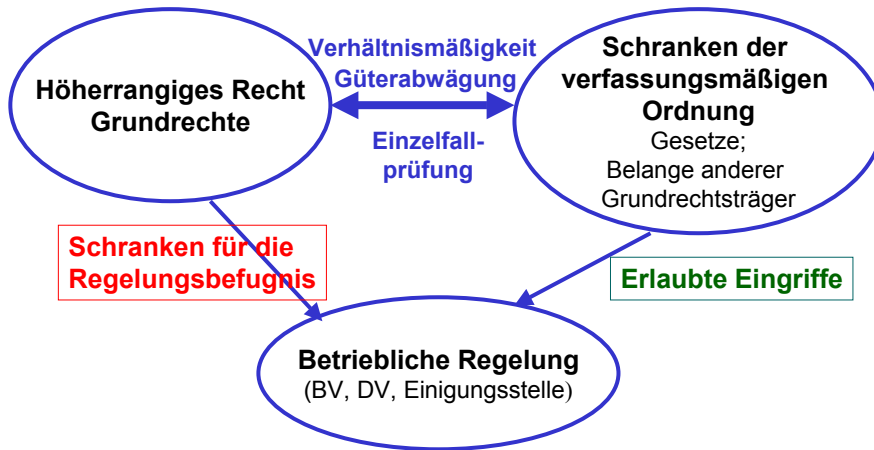 Höherrangiges Recht
Grundrechte
Verhältnismäßigkeit
Güterabwägung
Einzelfall-
prüfung
Schranken der
verfassungsmäßigen
Ordnung
Gesetze;
Belange anderer
Grundrechtsträger
Schranken für die
Regelungsbefugnis
Erlaubte Eingriffe
Betriebliche Regelung
(BV, DV, Einigungsstelle)